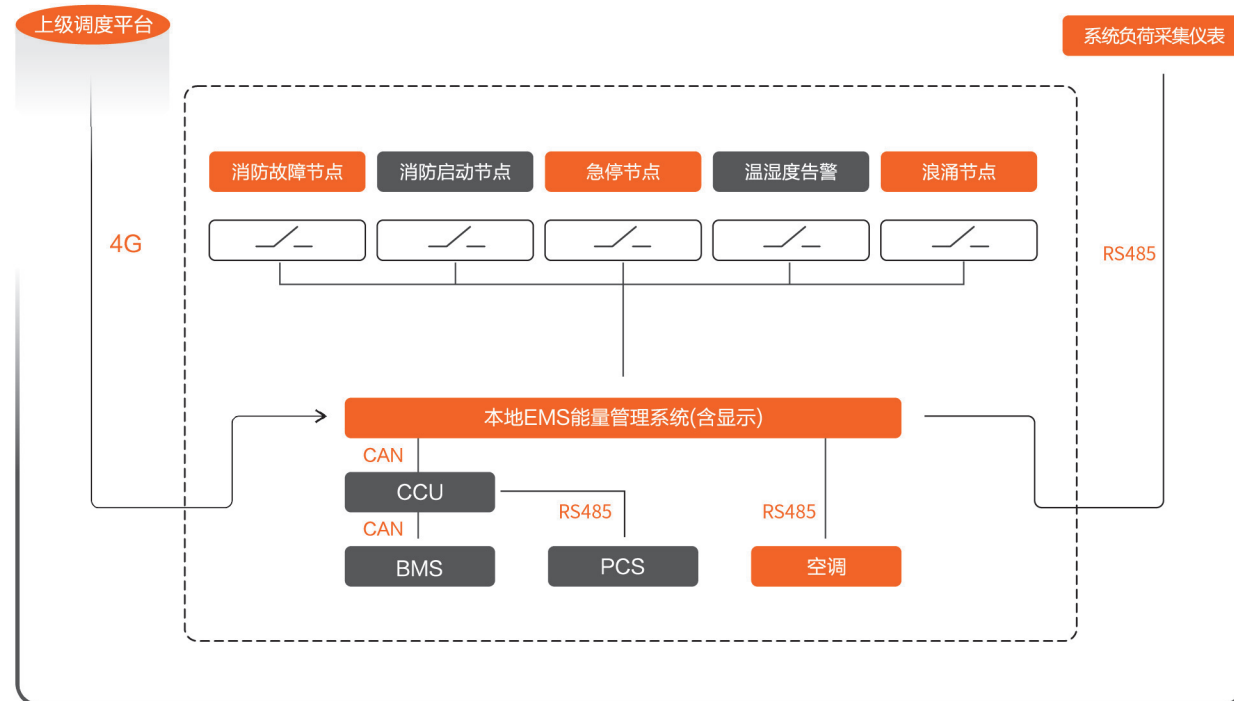 上级调度平台
系统负荷采集仪表
消防故障节点
消防启动节点
急停节点
温湿度告警
浪涌节点
4G
RS485
本地EMS能量管理系统(含显示)
CAN
CCU
RS485
RS485
CAN
BMS
PCS
空调